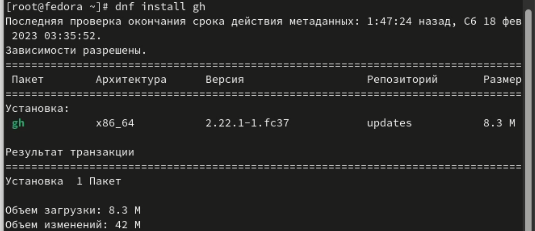 [root@fedora ~]# dnf install gh
Последняя проверка окончания срока действия метаданных: 1:47:24 назад, Сб 18 фев
2023 03:35:52.
Зависимости разрешены.
================================================================================
Пакет Архитектура Версия Репозиторий Размер
================================================================================
Установка:
gh x86_64 2.22.1-1.fc37 updates 8.3 M
Результат транзакции
================================================================================
Установка 1 Пакет
Объем загрузки: 8.3 M
Объем изменений: 42 M